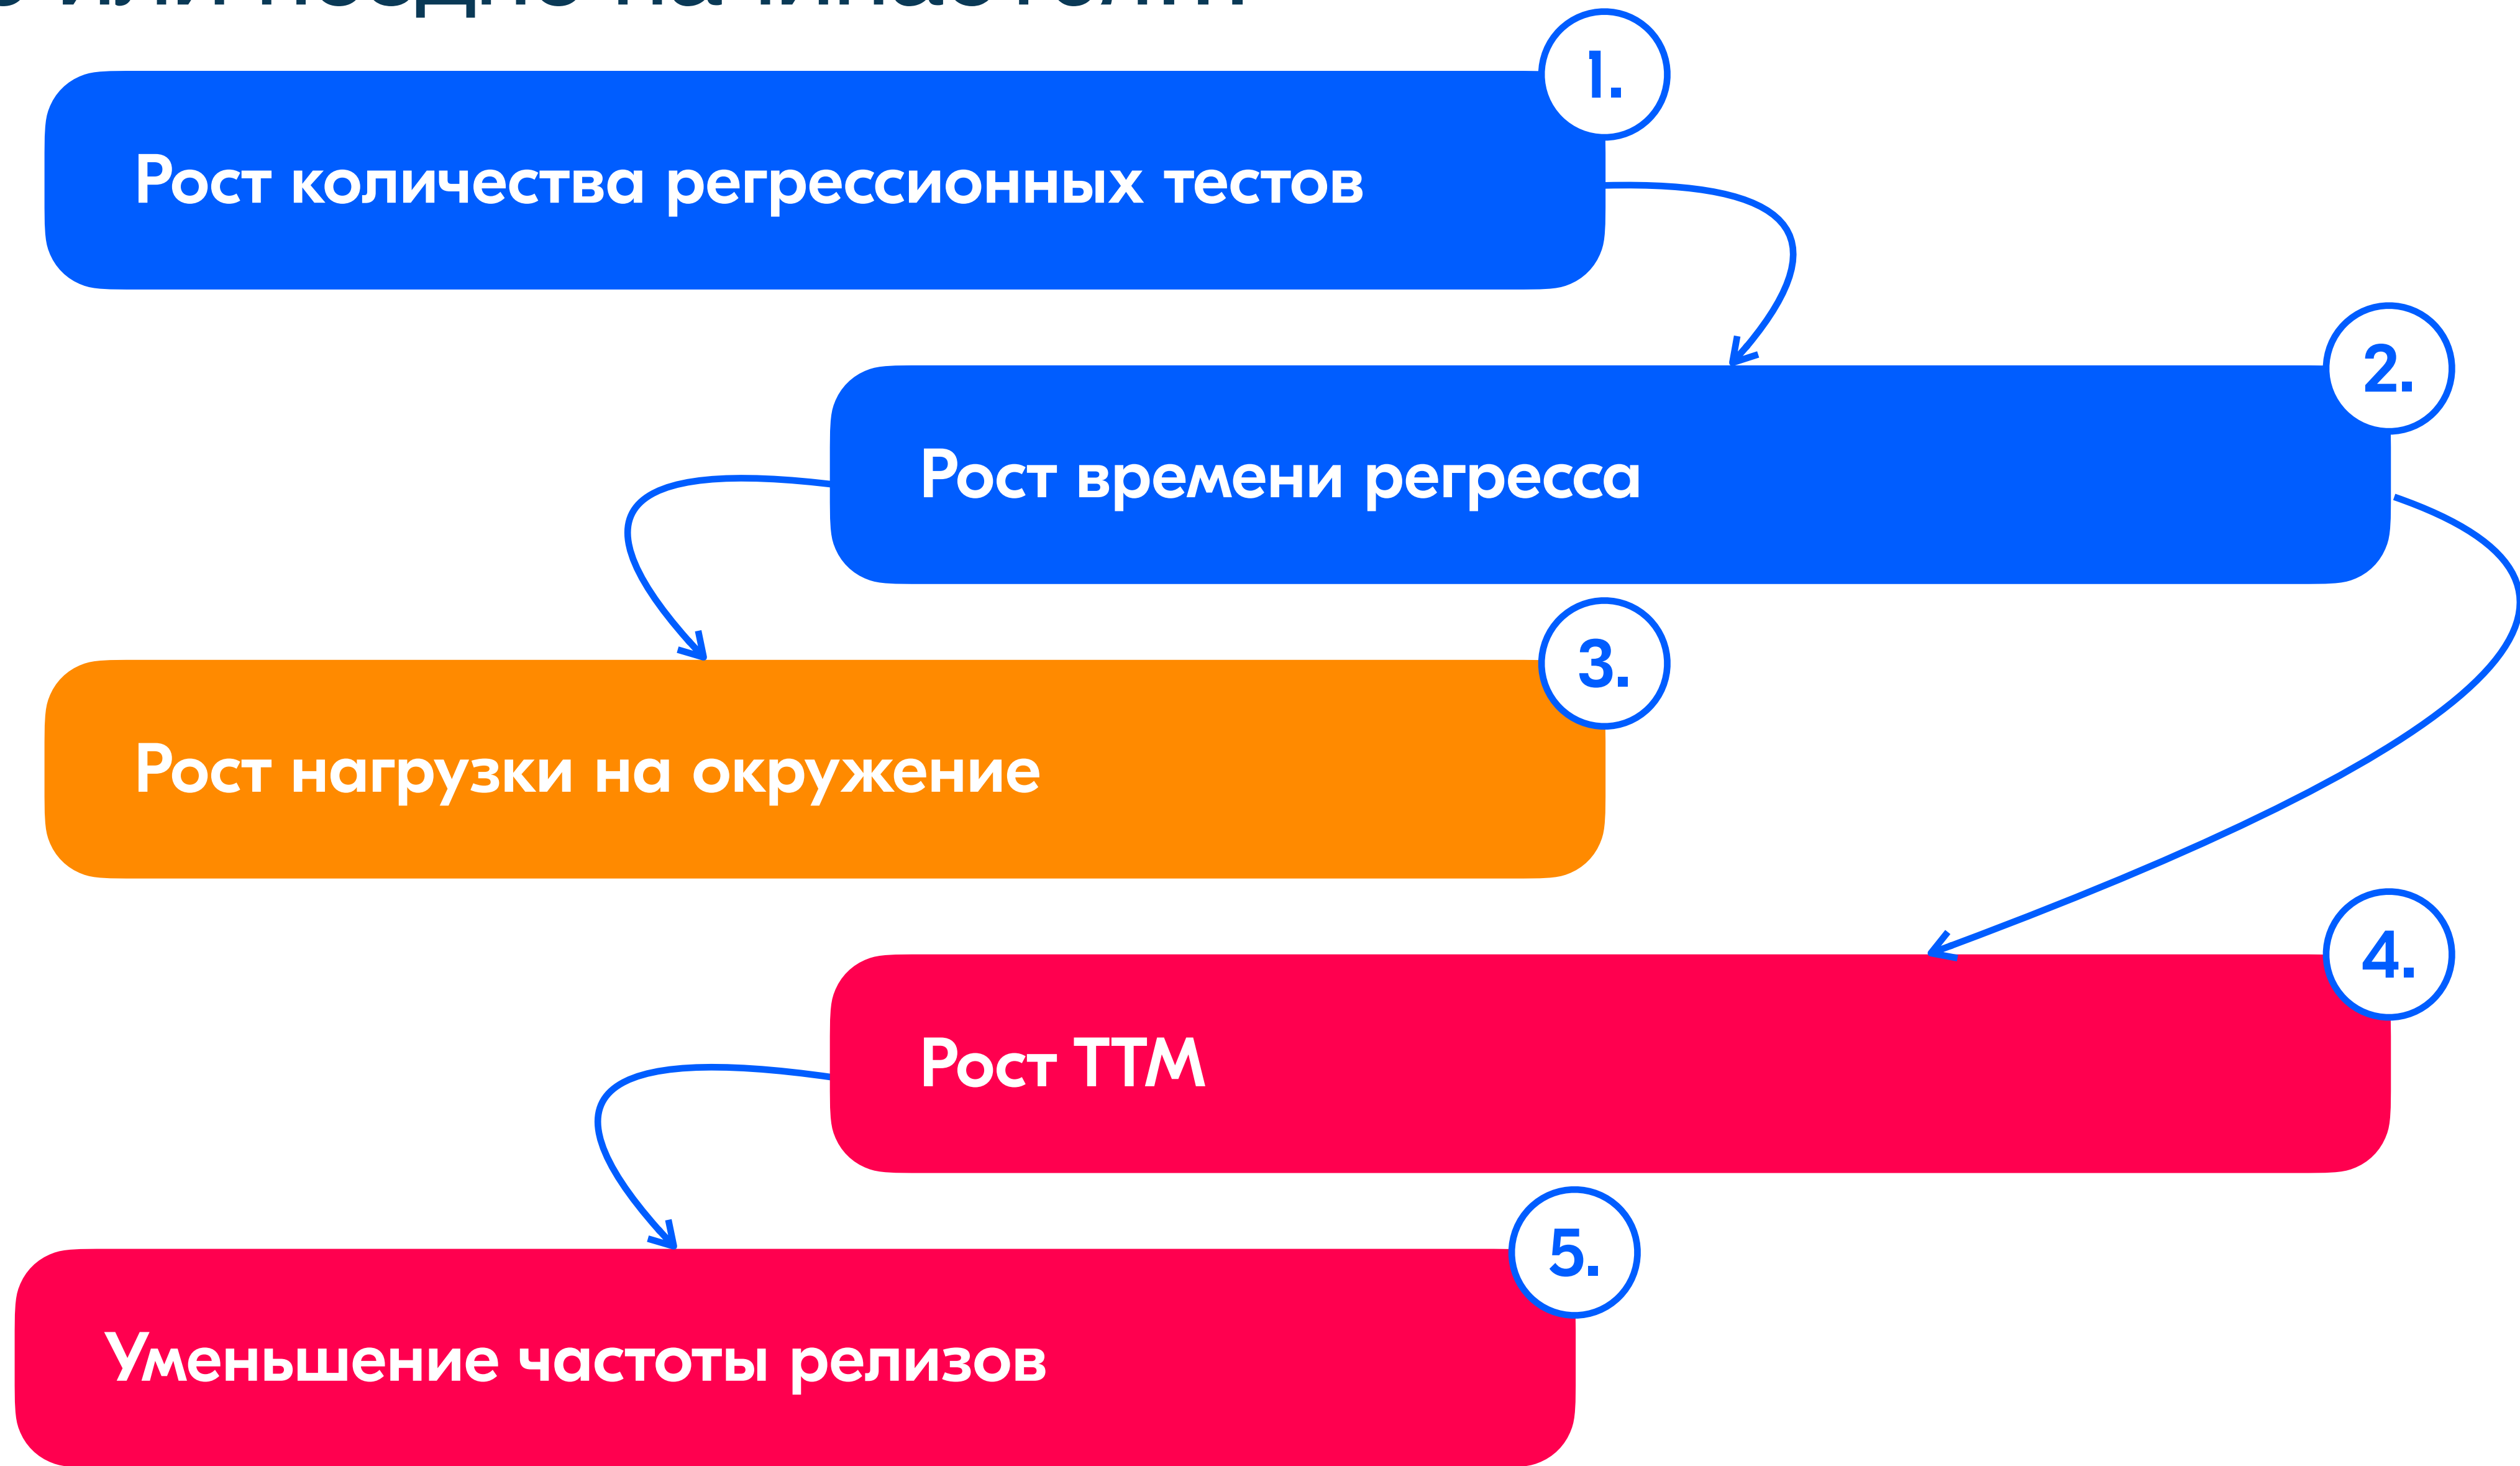 1.
Рост количества регрессионных тестов
2.
Рост времени регресса
3.
Рост нагрузки на окружение
4.
Рост ТТМ
5.
Уменьшение частоты релизов